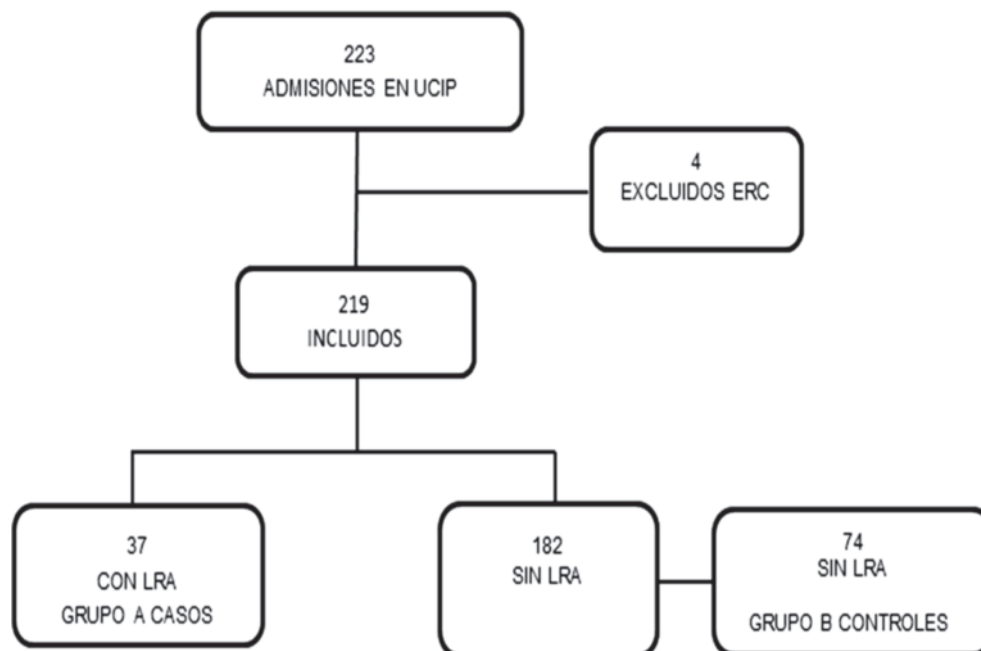 223
ADMISIONES EN UCIP
4
EXCLUIDOS ERC
219
INCLUIDOS
37
CON LRA
GRUPO A CASOS
182
SIN LRA
74
SIN LRA
GRUPO B CONTROLES